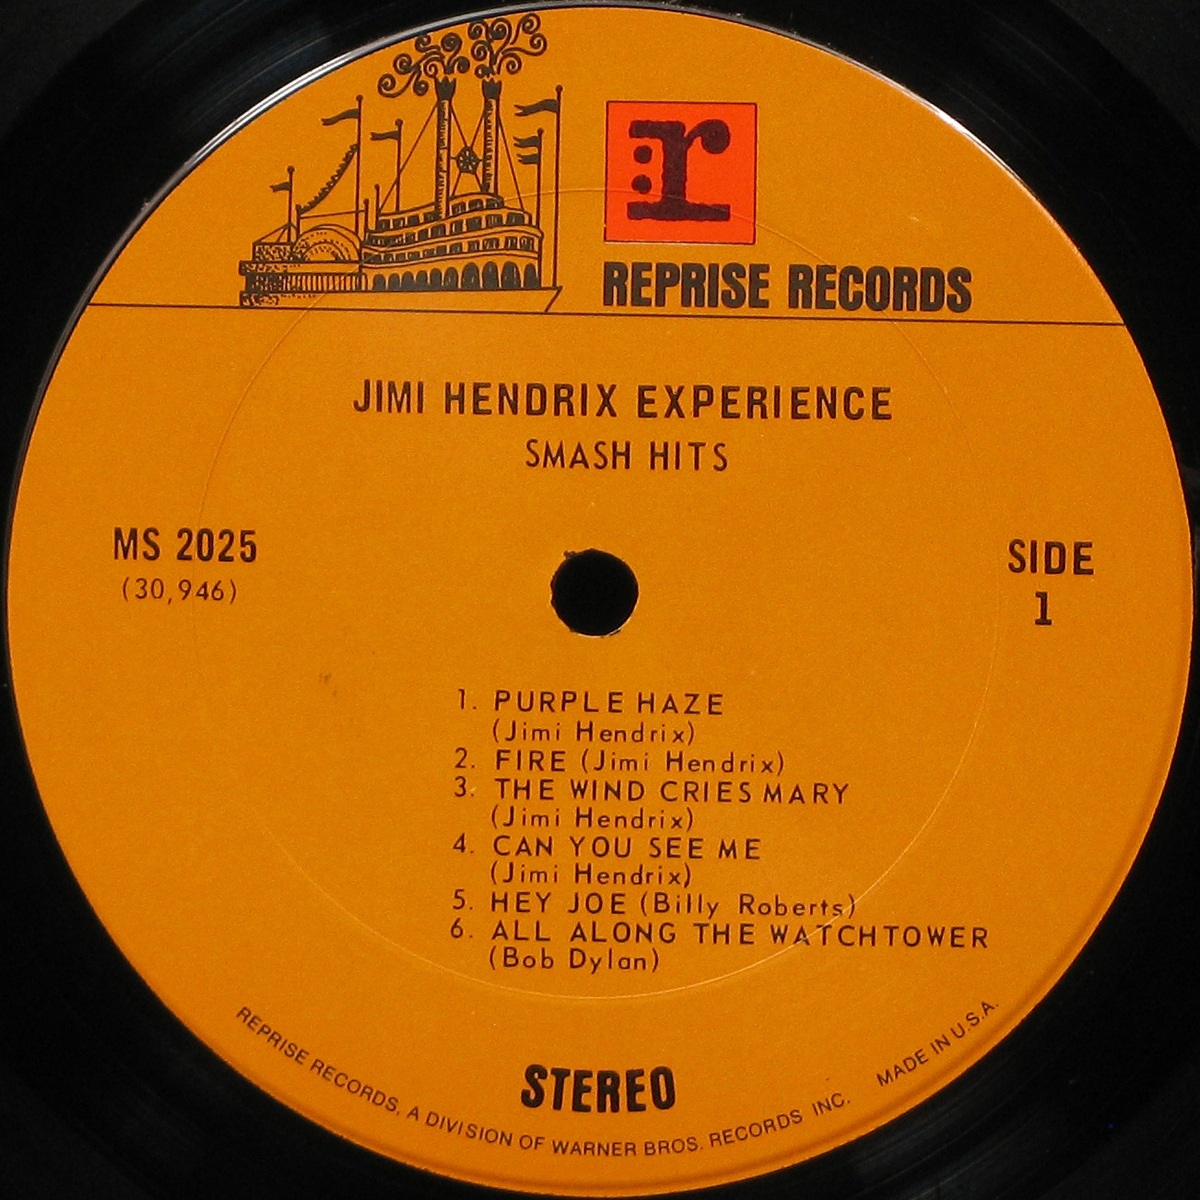 r:
REPRISE RECORDS
JIMI HENDRIX EXPERIENCE
SMASH HITS
MS 2025
(30,946)
SIDE
1
1. PURPLE HAZE
(Jimi Hendrix)
2. FIRE (Jimi Hendrix)
3. THE WIND CRIES MARY
(Jimi Hendrix)
4. CAN YOU SEE ME
(Jimi Hendrix)
5. HEY JOE (Billy Roberts)
6. ALL ALONG THE WATCHTOWER
(Bob Dylan)
STEREO
REPRISE RECORDS, A DIVISION OF WARNER BROS. RECORDS INC. MADE IN U.S.A.